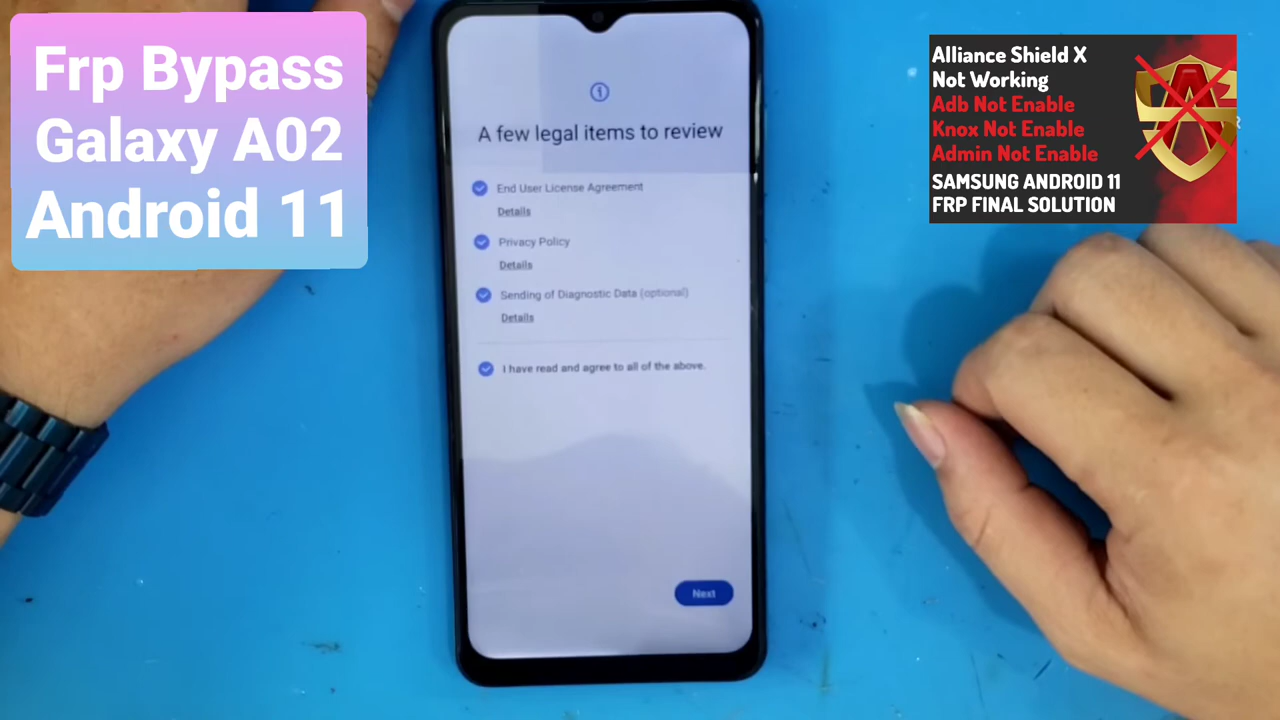 Frp Bypass
Galaxy A02
Android 11
Alliance Shield X
Not Working
Adb Not Enable
Knox Not Enable
Admin Not Enable
SAMSUNG ANDROID 11
FRP FINAL SOLUTION
A few legal items to review
End User License Agreement
Details
Privacy Policy
Details
Sending of Diagnostic Data (optional)
Details
I have read and agree to all of the above.
Next